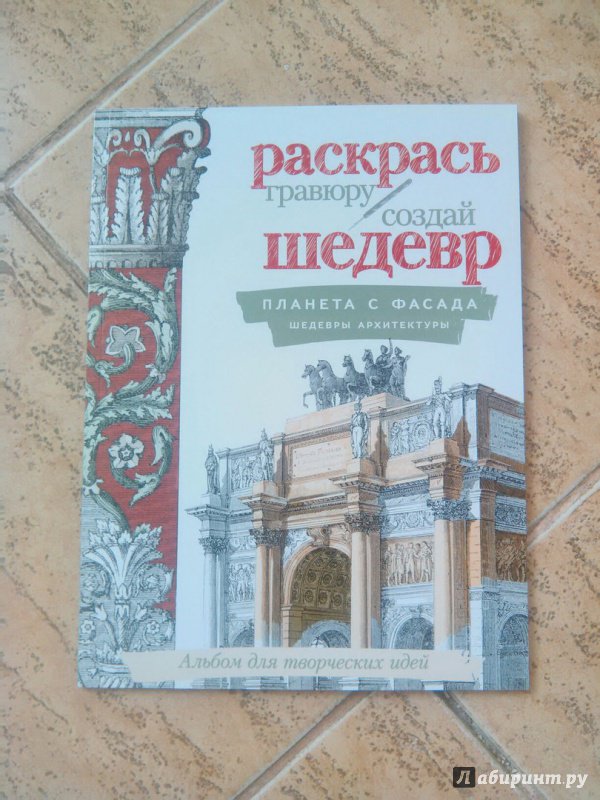 раскрась
гравюру
создай
шедевр
ПЛАНЕТА С ФАСАДА
ШЕДЕВРЫ АРХИТЕКТУРЫ
Альбом для творческих идей
Лабиринт.ру